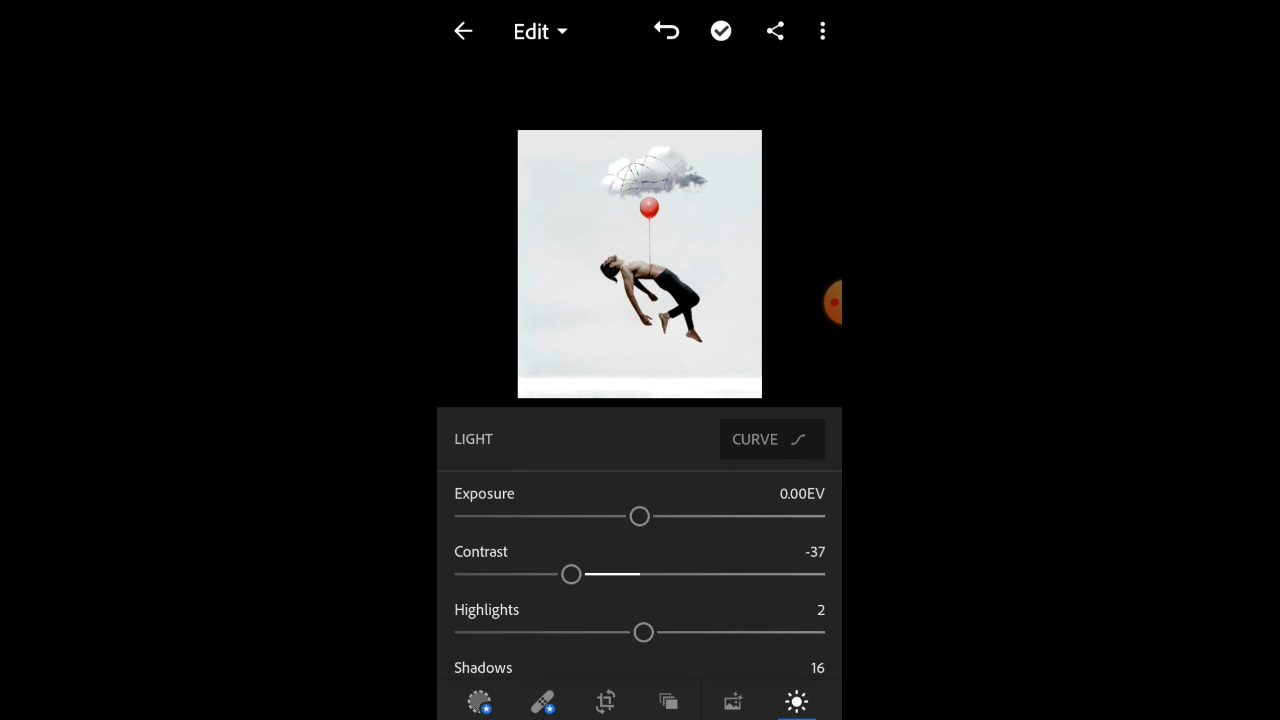 Edit
LIGHT
CURVE
Exposure 0.00EV
Contrast -37
Highlights 2
Shadows 16